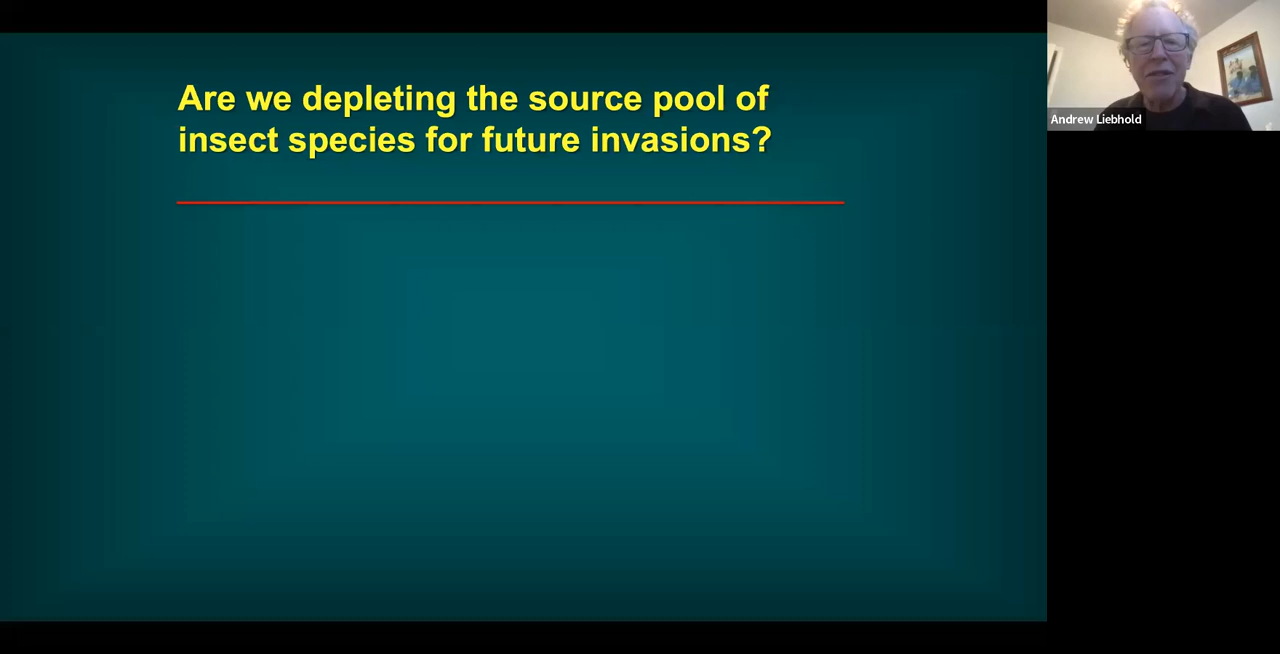 Are we depleting the source pool of
insect species for future invasions?
Andrew Liebhold